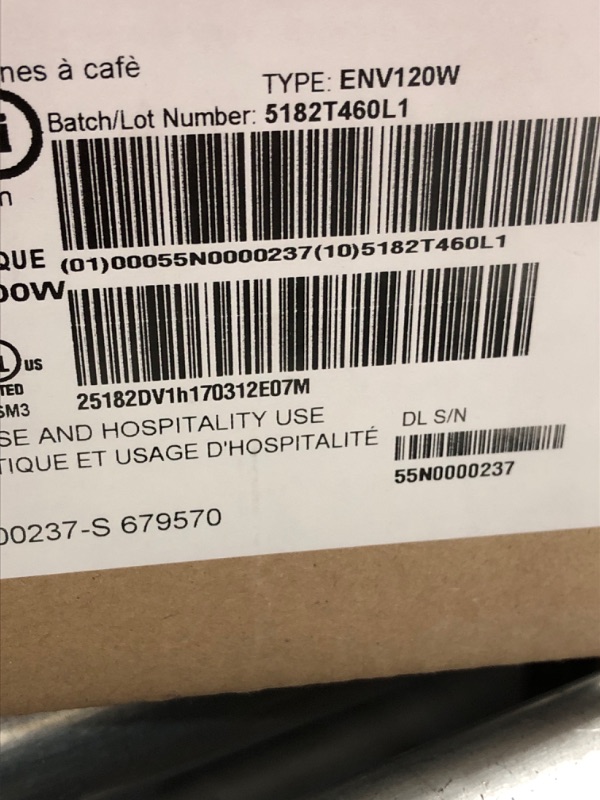 nes à cafè
TYPE: ENV120W
Batch/Lot Number: 5182T460L1
i
n
QUE (01)00055N0000237(10)5182T460L1
00W
L US
TED
SM3 25182DV1h170312E07M
SE AND HOSPITALITY USE
TIQUE ET USAGE D'HOSPITALITÉ
DL S/N
55N0000237
00237-S 679570